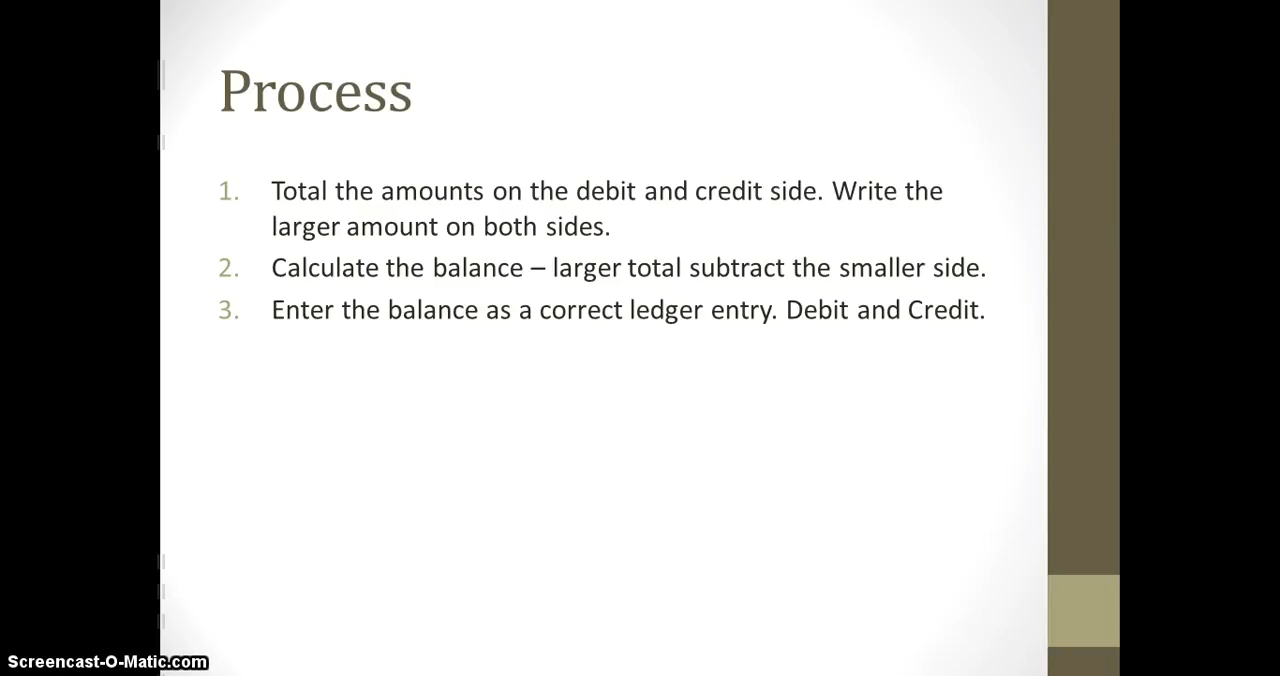 Process
1. Total the amounts on the debit and credit side. Write the
larger amount on both sides.
2. Calculate the balance – larger total subtract the smaller side.
3. Enter the balance as a correct ledger entry. Debit and Credit.
Screencast-O-Matic.com